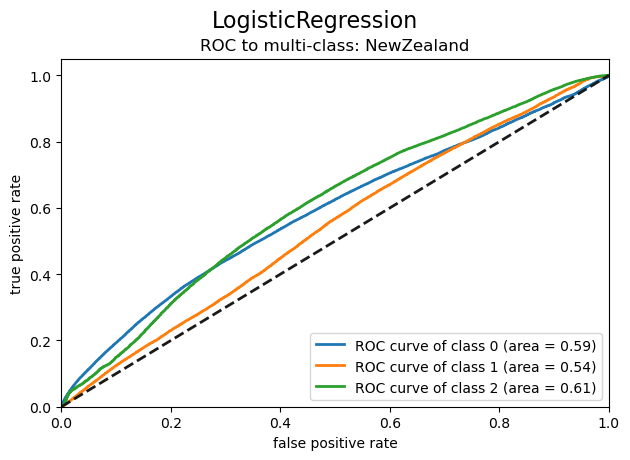 LogisticRegression
ROC to multi-class: NewZealand
true positive rate
1.0
0.8
0.6
0.4
0.2
0.0
ROC curve of class 0 (area = 0.59)
ROC curve of class 1 (area = 0.54)
ROC curve of class 2 (area = 0.61)
0.0 0.2 0.4 0.6 0.8 1.0
false positive rate